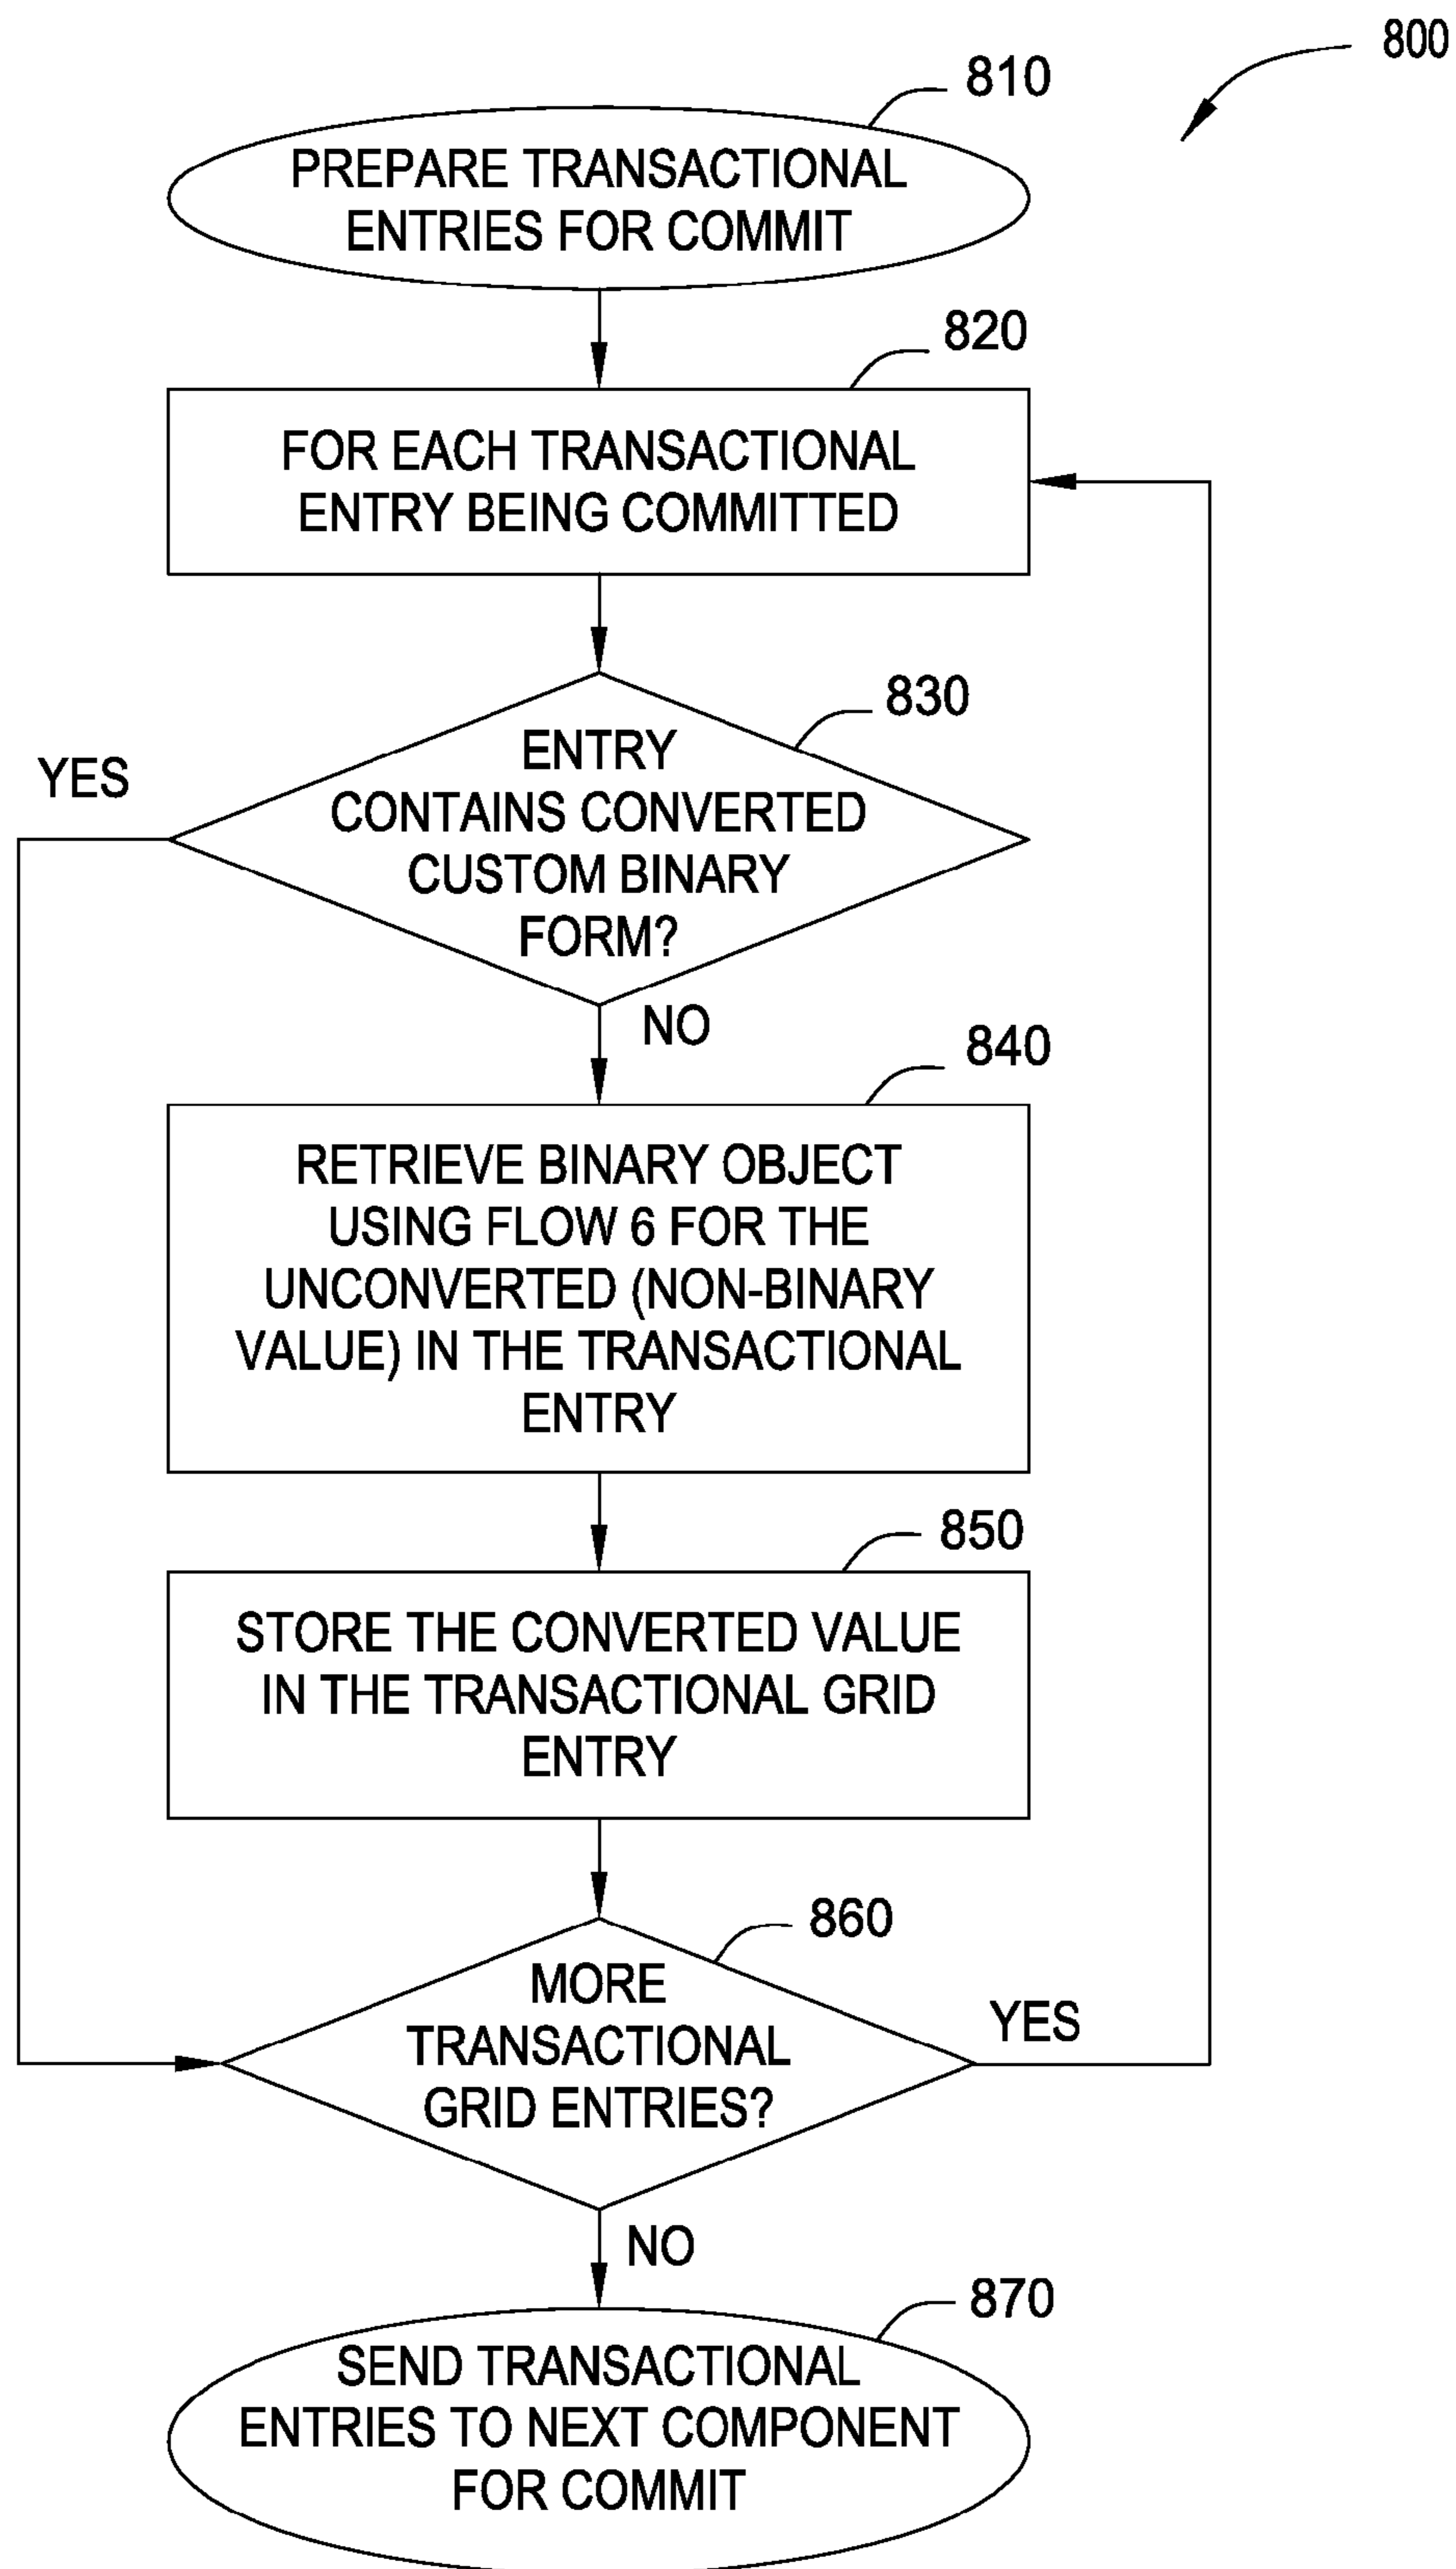 800
810
PREPARE TRANSACTIONAL
ENTRIES FOR COMMIT
820
FOR EACH TRANSACTIONAL
ENTRY BEING COMMITTED
830
YES
ENTRY
CONTAINS CONVERTED
CUSTOM BINARY
FORM?
NO
840
RETRIEVE BINARY OBJECT
USING FLOW 6 FOR THE
UNCONVERTED (NON-BINARY
VALUE) IN THE TRANSACTIONAL
ENTRY
850
STORE THE CONVERTED VALUE
IN THE TRANSACTIONAL GRID
ENTRY
860
MORE
TRANSACTIONAL
GRID ENTRIES?
YES
NO
870
SEND TRANSACTIONAL
ENTRIES TO NEXT COMPONENT
FOR COMMIT